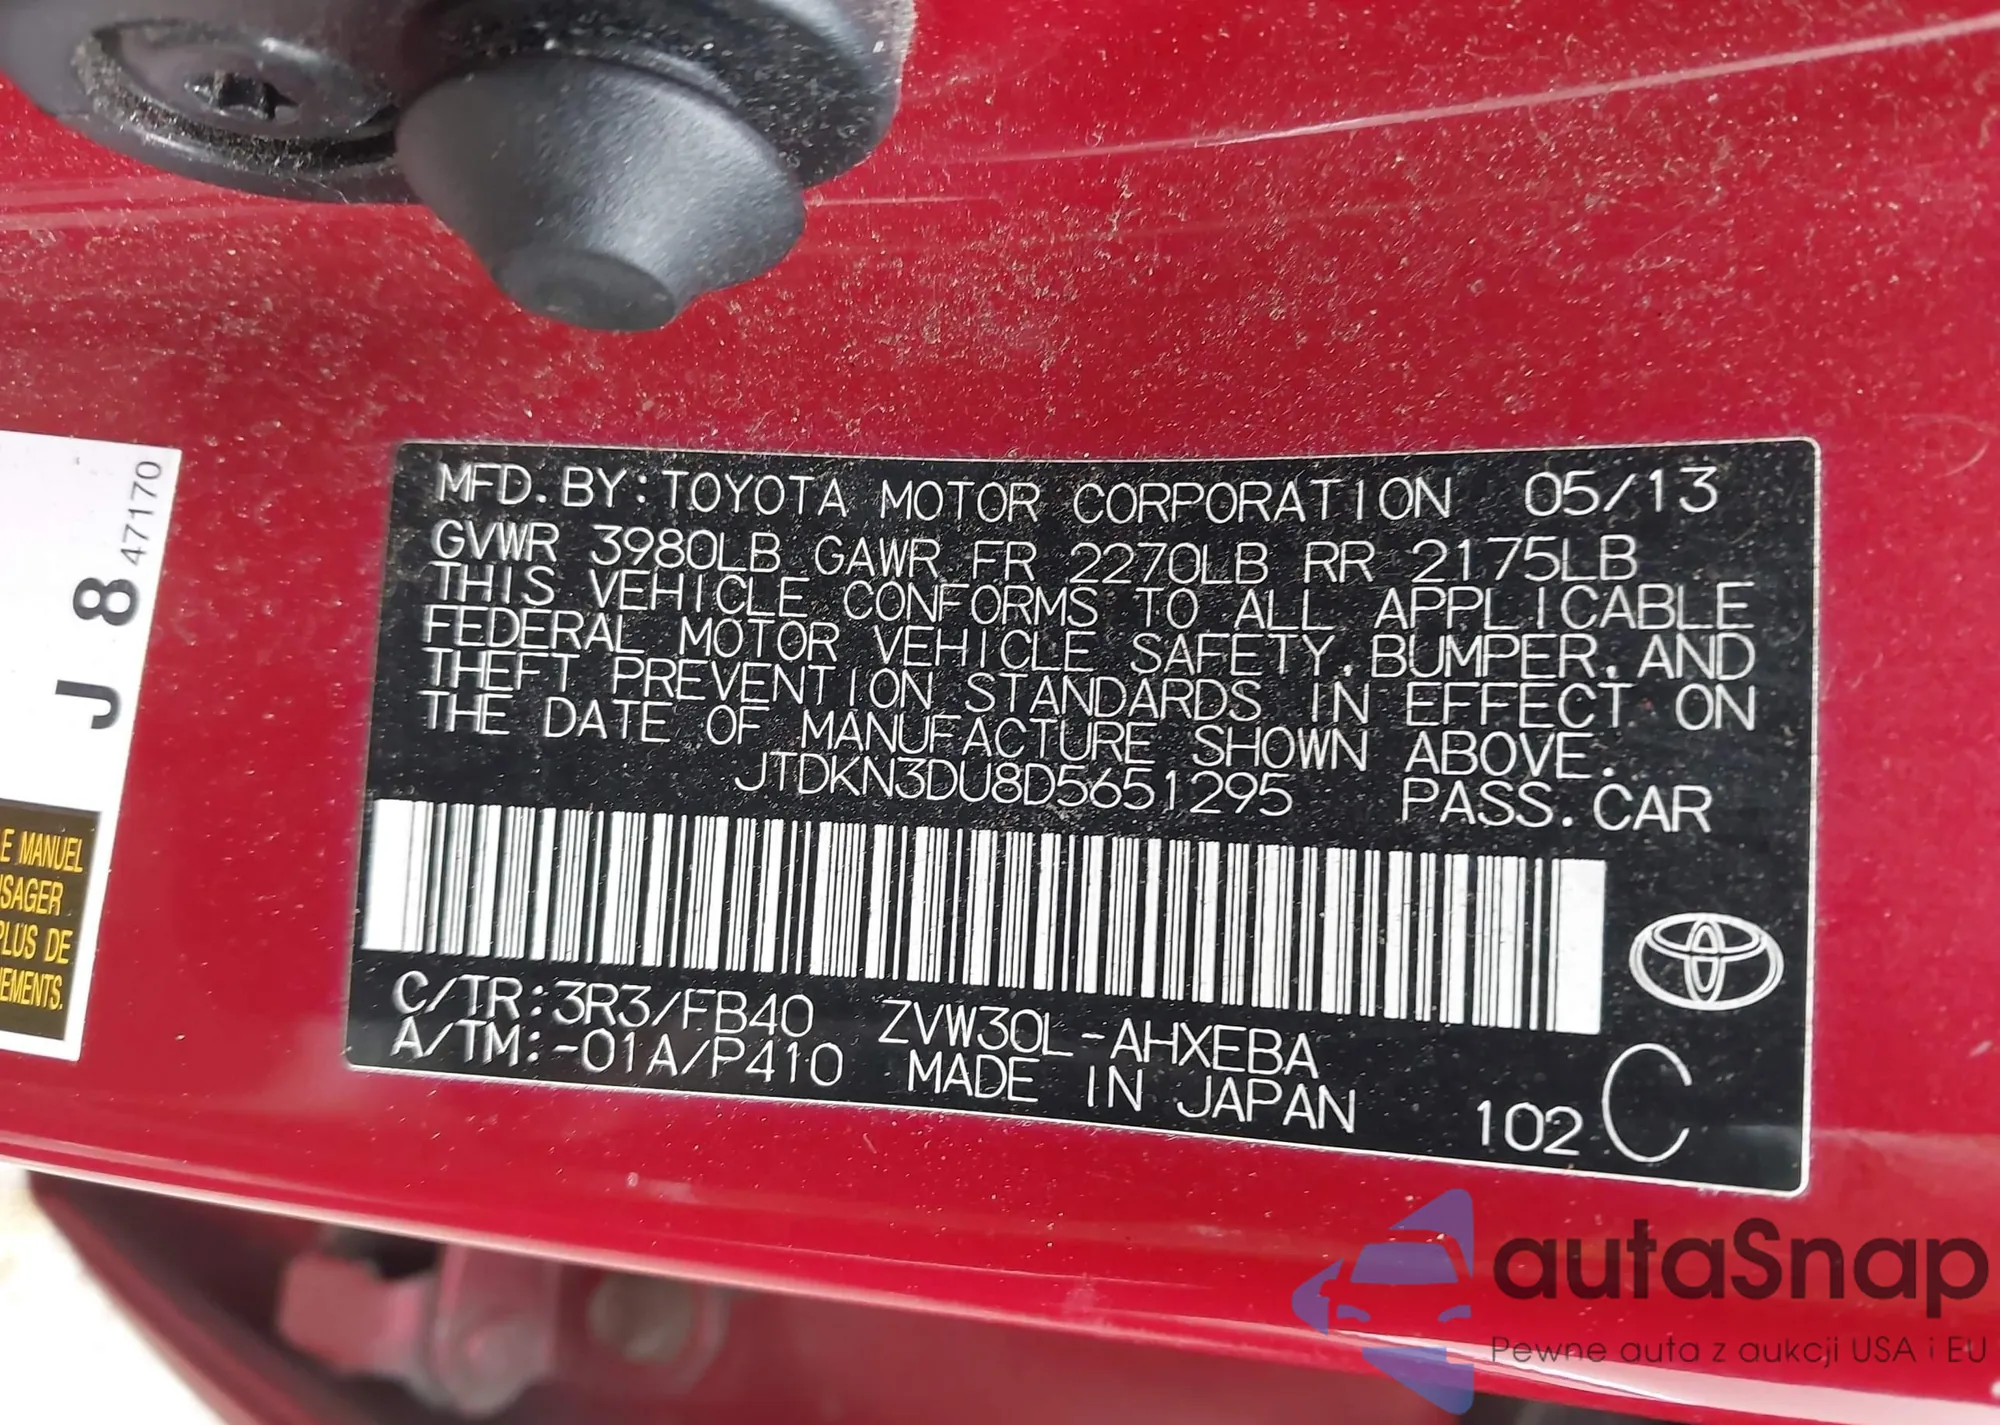 MFD. BY: TOYOTA MOTOR CORPORATION 05/13
GVWR 3980LB GAWR FR 2270LB RR 2175LB
THIS VEHICLE CONFORMS TO ALL APPLICABLE
FEDERAL MOTOR VEHICLE SAFETY, BUMPER, AND
THEFT PREVENTION STANDARDS IN EFFECT ON
THE DATE OF MANUFACTURE SHOWN ABOVE.
JTDKN3DU8D5651295 PASS. CAR
C/TR: 3R3/FB40 ZVW30L-AHXEBA
A/TM: -01A/P410 MADE IN JAPAN
102 C
J 8 47170
E MANUEL
SAGER
PLUS DE
NEMENTS.
autaSnap
Pewne auta z aukcji USA i EU